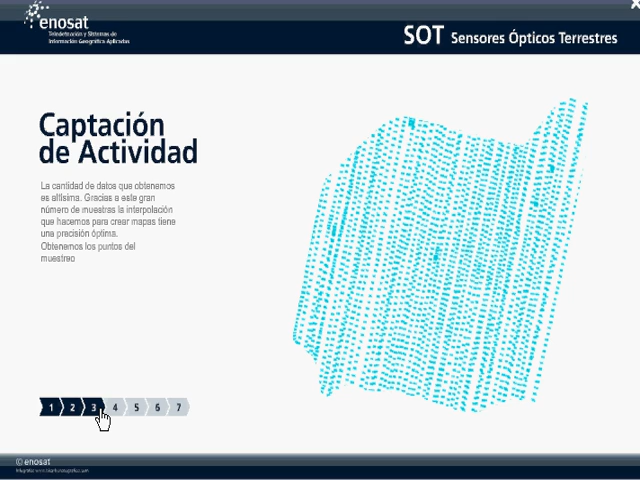 enosat
Teledetección y Sistemas de
Información Geográfica Aplicadas
SOT Sensores Ópticos Terrestres
Captación
de Actividad
La cantidad de datos que obtenemos
es altísima. Gracias a este gran
número de muestras la interpolación
que hacemos para crear mapas tiene
una precisión óptima.
Obtenemos los puntos del
muestreo
1 2 3 4 5 6 7
© enosat